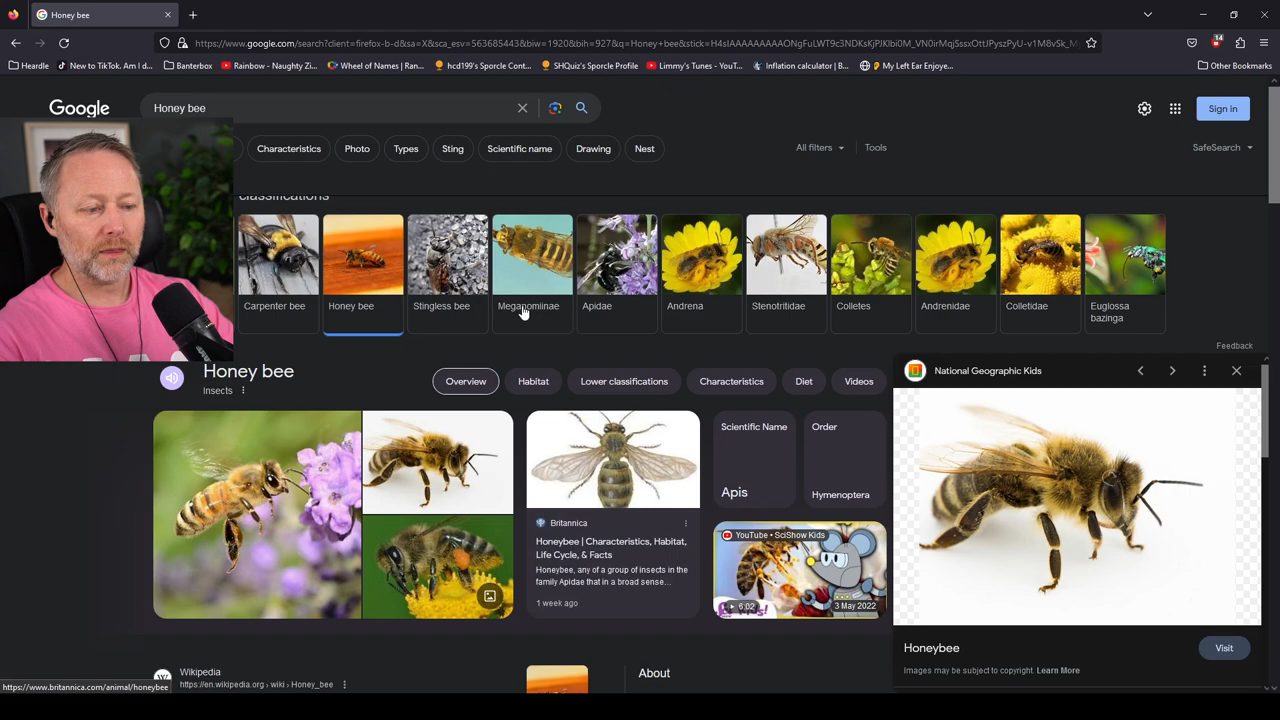 Honey bee
https://www.google.com/search?client=firefox-b-d&sa=X&sca_esv=563685443&biw=1920&bih=927&q=Honey+bee&stick=
Heardle
New to TikTok. Am I d...
Banterbox
Rainbow - Naughty Zi...
Wheel of Names | Ran...
hcd199's Sporcle Cont...
SHQuiz's Sporcle Profile
Limmy's Tunes - YouT...
Inflation calculator | B...
My Left Ear Enjoye...
Other Bookmarks
14
Google
Honey bee
Sign in
Characteristics
Photo
Types
Sting
Scientific name
Drawing
Nest
All filters
Tools
SafeSearch
Classifications
Carpenter bee
Honey bee
Stingless bee
Meganomiinae
Apidae
Andrena
Stenotritidae
Colletes
Andrenidae
Colletidae
Euglossa
bazinga
Feedback
Honey bee
Insects
Overview
Habitat
Lower classifications
Characteristics
Diet
Videos
Britannica
Honeybee | Characteristics, Habitat,
Life Cycle, & Facts
Honeybee, any of a group of insects in the
family Apidae that in a broad sense...
1 week ago
Scientific Name
Apis
Order
Hymenoptera
YouTube • SciShow Kids
6:02
3 May 2022
National Geographic Kids
Honeybee
Visit
Images may be subject to copyright. Learn More
Wikipedia
https://en.wikipedia.org › wiki › Honey_bee
About
https://www.britannica.com/animal/honeybee